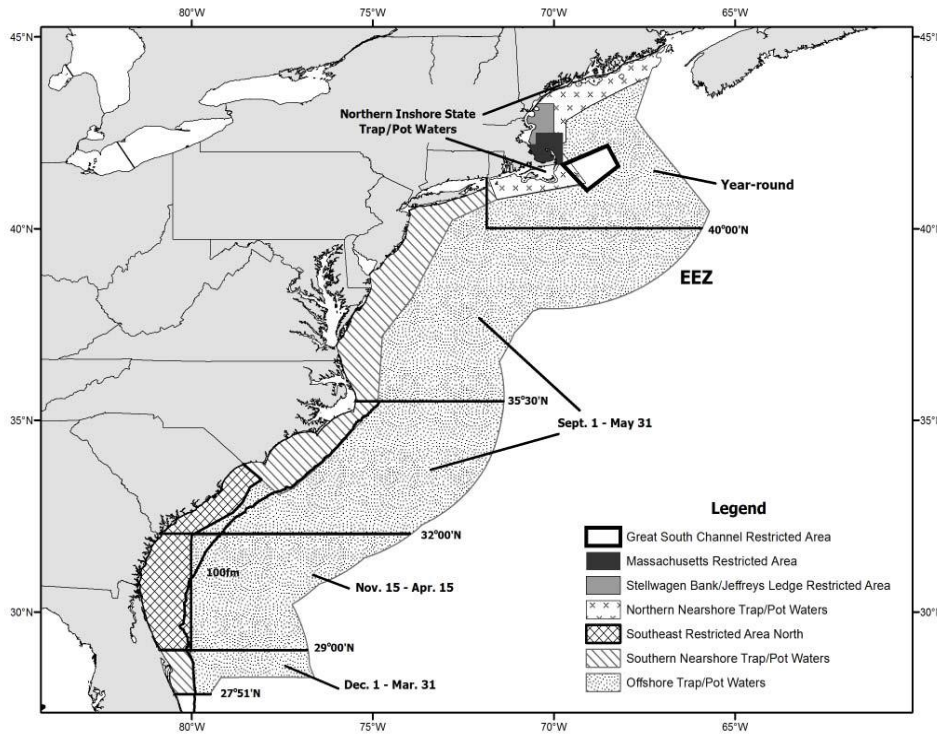 80°W
75°W
70°W
65°W
45°N
45°N
Northern Inshore State
Trap/Pot Waters
Year-round
40°N
40°00'N
40°N
EEZ
35°30'N
35°N
35°N
Sept. 1 - May 31
Legend
Great South Channel Restricted Area
32°00'N
Massachusetts Restricted Area
100fm
Stellwagen Bank/Jeffreys Ledge Restricted Area
Nov. 15 - Apr. 15
30°N
Northern Nearshore Trap/Pot Waters
30°N
Southeast Restricted Area North
29°00'N
Southern Nearshore Trap/Pot Waters
Dec. 1 - Mar. 31
Offshore Trap/Pot Waters
27°51'N
80°W
75°W
70°W
65°W